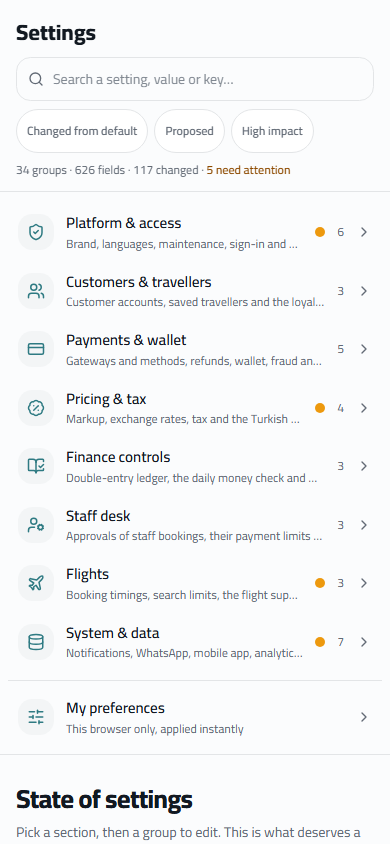 Settings
Search a setting, value or key...
Changed from default
Proposed
High impact
34 groups · 626 fields · 117 changed · 5 need attention
Platform & access
Brand, languages, maintenance, sign-in and ...
6
Customers & travellers
Customer accounts, saved travellers and the loyal...
3
Payments & wallet
Gateways and methods, refunds, wallet, fraud an...
5
Pricing & tax
Markup, exchange rates, tax and the Turkish ...
4
Finance controls
Double-entry ledger, the daily money check and ...
3
Staff desk
Approvals of staff bookings, their payment limits ...
3
Flights
Booking timings, search limits, the flight sup...
3
System & data
Notifications, WhatsApp, mobile app, analytic...
7
My preferences
This browser only, applied instantly
State of settings
Pick a section, then a group to edit. This is what deserves a